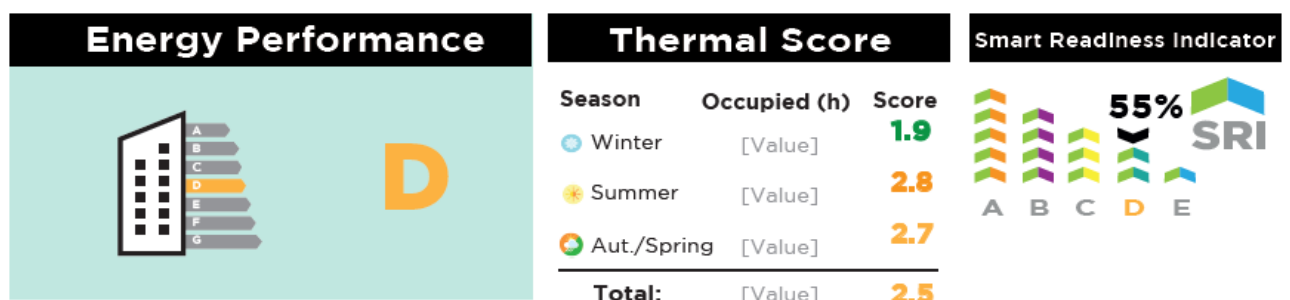 Energy Performance
A
B
C
D
E
F
G
D
Thermal Score
Season Occupied (h) Score
Winter [Value] 1.9
Summer [Value] 2.8
Aut./Spring [Value] 2.7
Total: [Value] 2.5
Smart Readiness Indicator
55%
SRI
A B C D E